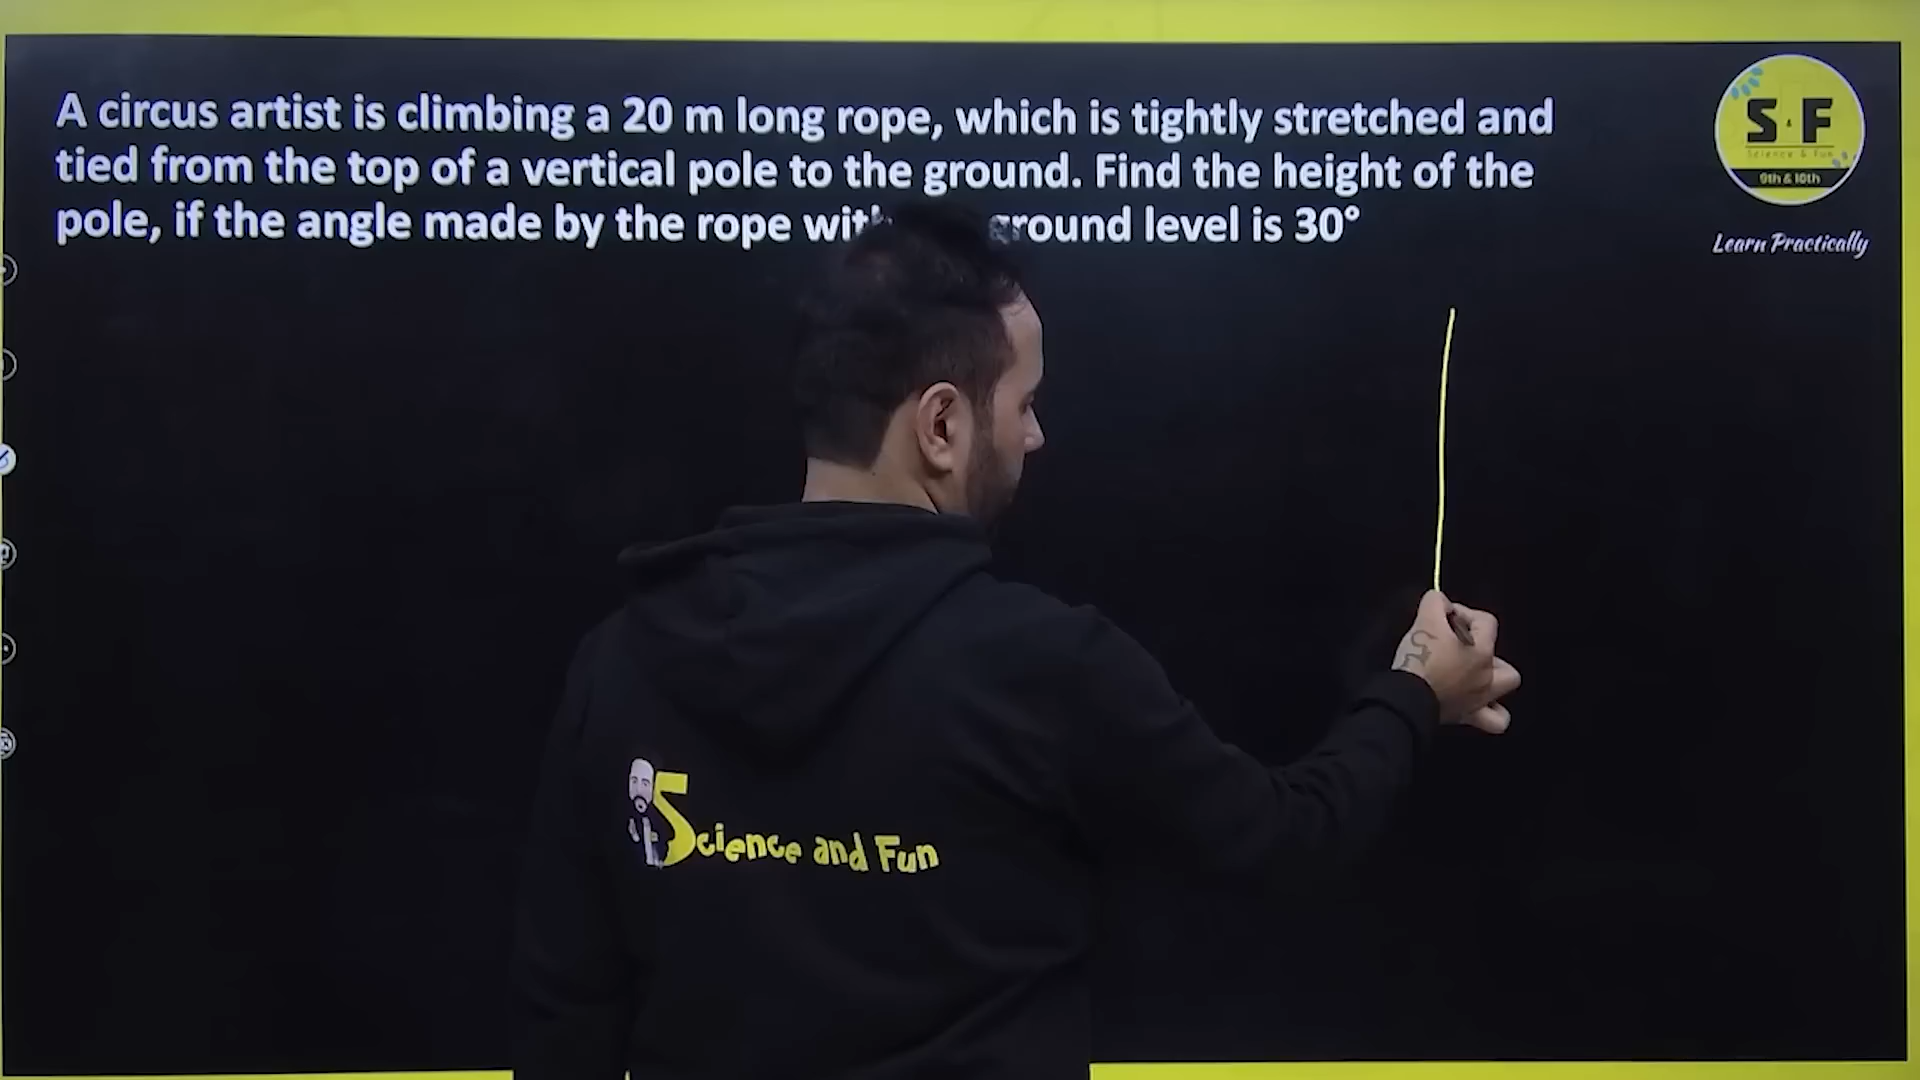 A circus artist is climbing a 20 m long rope, which is tightly stretched and
tied from the top of a vertical pole to the ground. Find the height of the
pole, if the angle made by the rope ground level is 30°
S & F
Science & Fun
9th & 10th
Learn Practically
Science and Fun